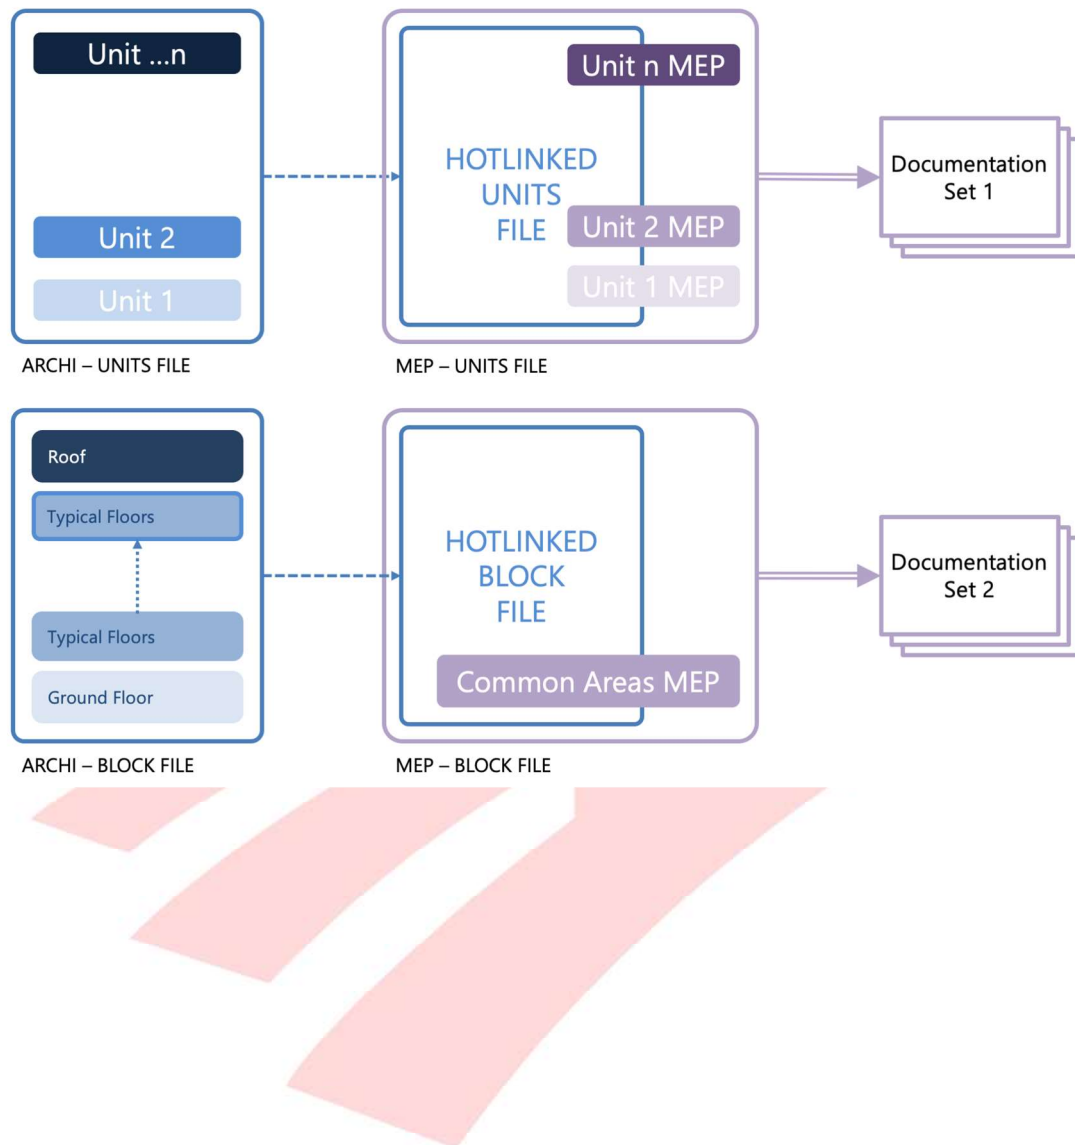 Unit ...n
Unit 2
Unit 1
ARCHI – UNITS FILE
HOTLINKED
UNITS
FILE
Unit n MEP
Unit 2 MEP
Unit 1 MEP
MEP – UNITS FILE
Documentation
Set 1
Roof
Typical Floors
Typical Floors
Ground Floor
ARCHI – BLOCK FILE
HOTLINKED
BLOCK
FILE
Common Areas MEP
MEP – BLOCK FILE
Documentation
Set 2